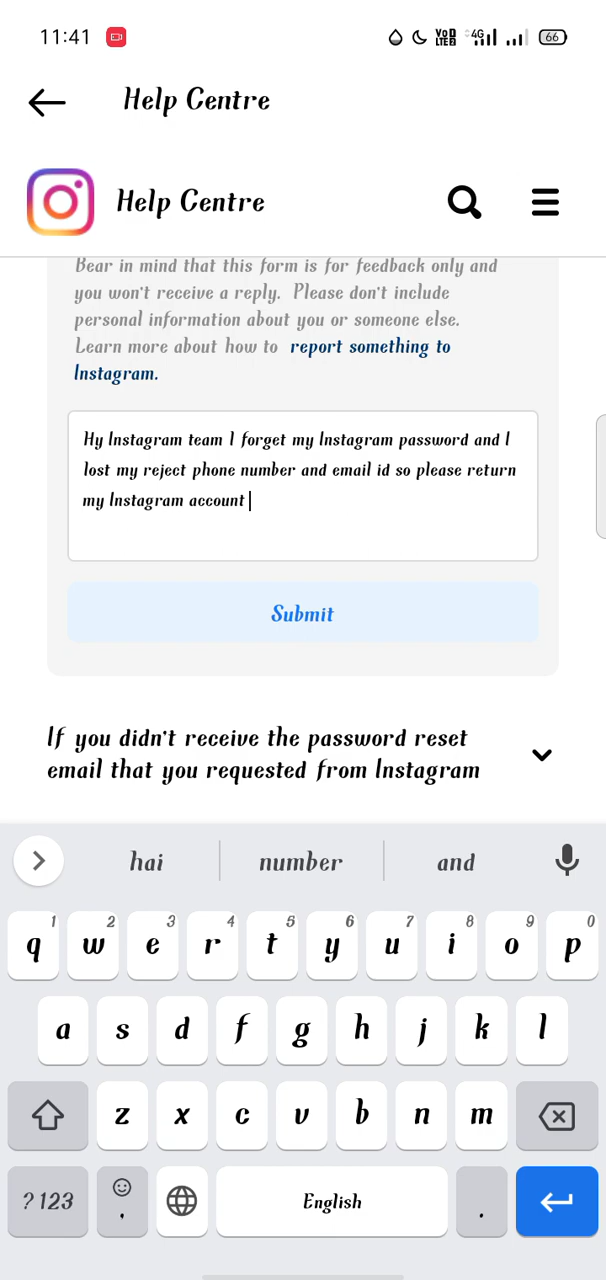 11:41
VoD LTE2 4G 66
Help Centre
Help Centre
Bear in mind that this form is for feedback only and
you won't receive a reply. Please don't include
personal information about you or someone else.
Learn more about how to report something to
Instagram.
Hy Instagram team I forget my Instagram password and I
lost my reject phone number and email id so please return
my Instagram account
Submit
If you didn't receive the password reset
email that you requested from Instagram
hai number and
1 2 3 4 5 6 7 8 9 0
q w e r t y u i o p
a s d f g h j k l
z x c v b n m
?123 , English .